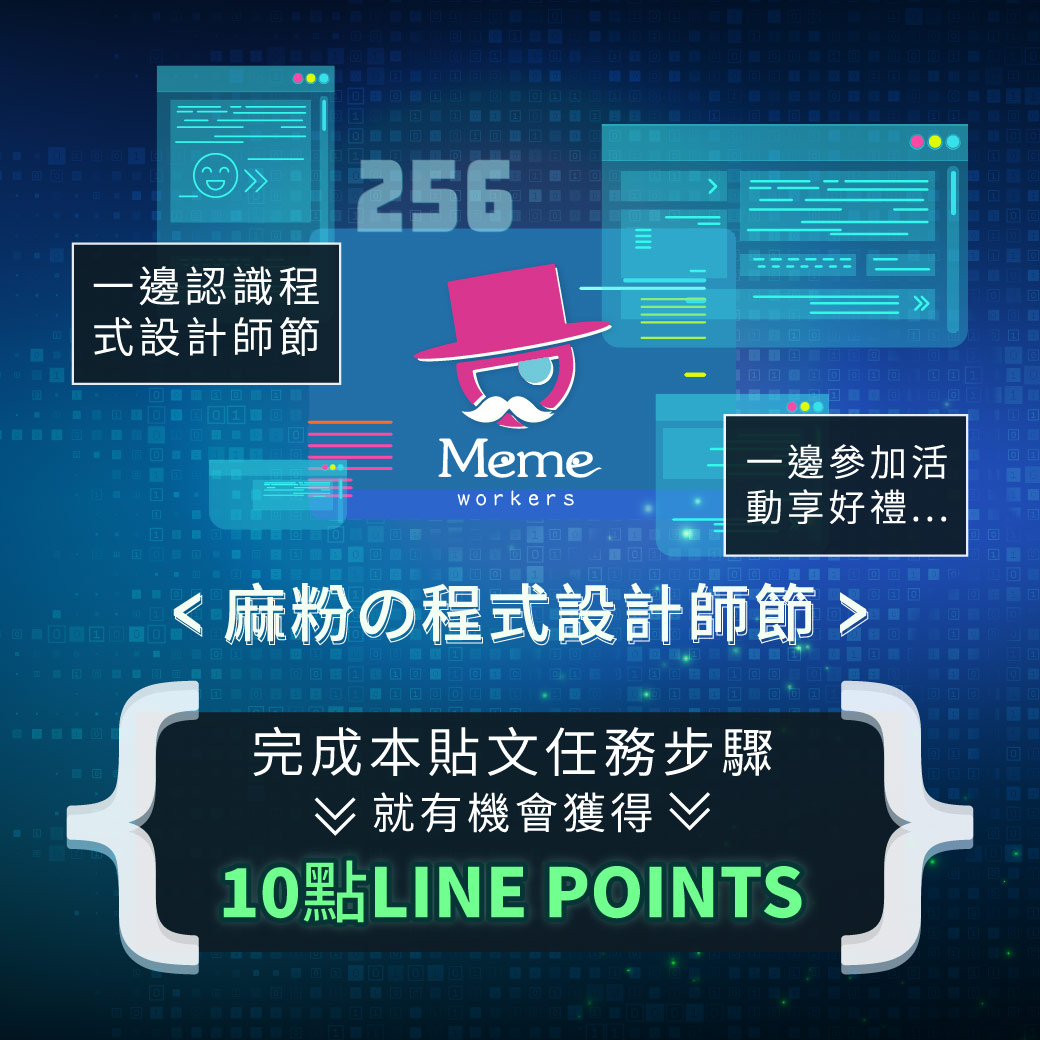 256
一邊認識程
式設計師節
Meme
workers
一邊參加活
動享好禮...
<麻粉の程式設計師節>
完成本貼文任務步驟
就有機會獲得
10點LINE POINTS